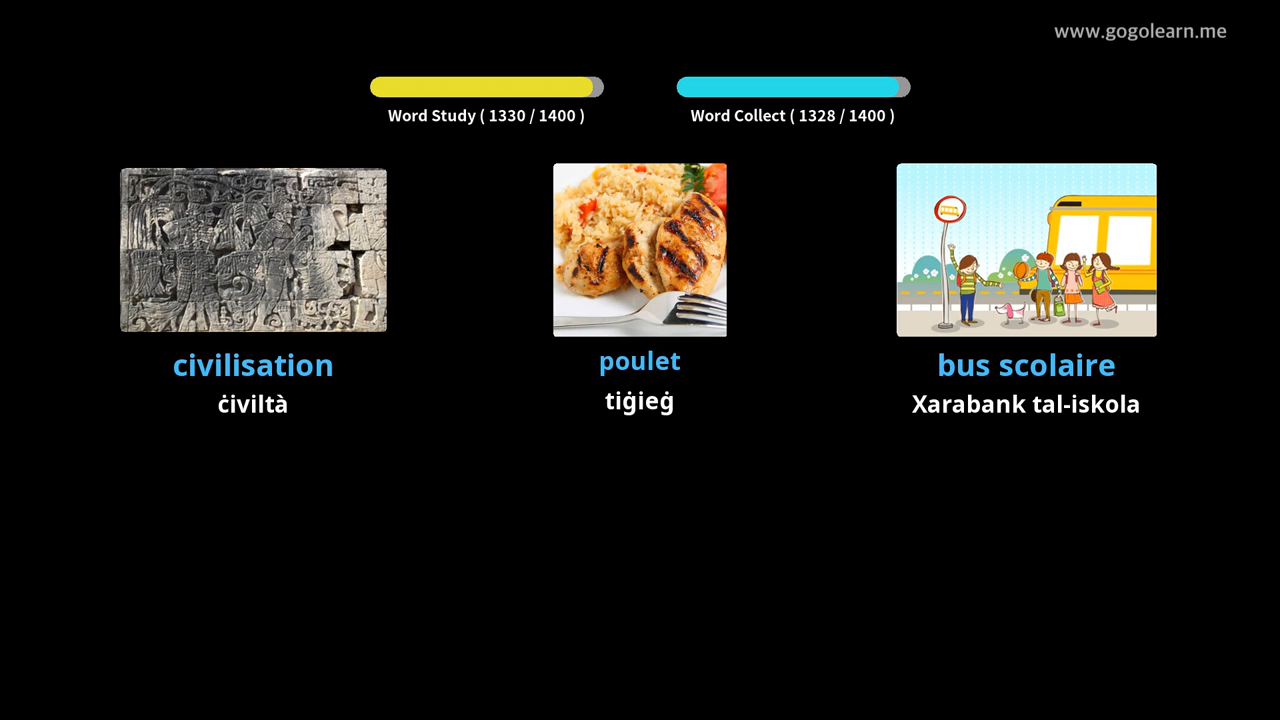 www.gogolearn.me
Word Study ( 1330 / 1400 )
Word Collect ( 1328 / 1400 )
civilisation
ċiviltà
poulet
tiġieġ
bus scolaire
Xarabank tal-iskola